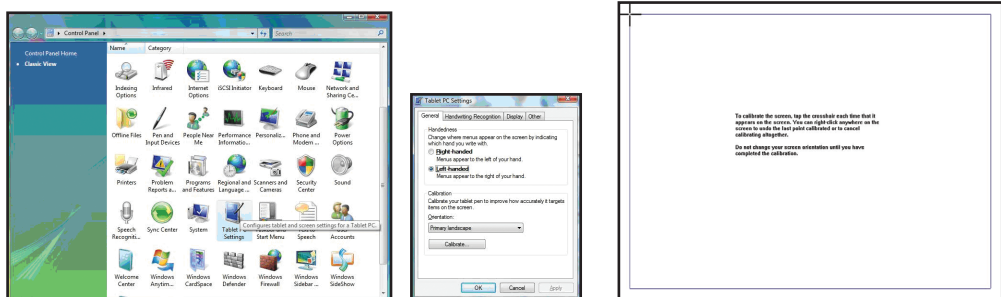 Control Panel
Search
Control Panel Home
Classic View
Name Category
Indexing Options
Infrared
Internet Options
iSCSI Initiator
Keyboard
Mouse
Network and Sharing Ce...
Offline Files
Pen and Input Devices
People Near Me
Performance Informatio...
Personaliz...
Phone and Modem ...
Power Options
Printers
Problem Reports a...
Programs and Features
Regional and Language ...
Scanners and Cameras
Security Center
Sound
Speech Recogniti...
Sync Center
System
Tablet
Settings
Start Menu
Speech
Accounts
Configures tablet and screen settings for a Tablet PC.
Welcome Center
Windows Anytim...
Windows CardSpace
Windows Defender
Windows Firewall
Windows Sidebar ...
Windows SideShow
Tablet PC Settings
General Handwriting Recognition Display Other
Handedness
Change where menus appear on the screen by indicating
which hand you write with.
Right-handed
Menus appear to the left of your hand.
Left-handed
Menus appear to the right of your hand.
Calibration
Calibrate your tablet pen to improve how accurately it targets
items on the screen.
Orientation:
Primary landscape
Calibrate...
OK Cancel Apply
To calibrate the screen, tap the crosshair each time that it
appears on the screen. You can right-click anywhere on the
screen to undo the last point calibrated or to cancel
calibrating altogether.
Do not change your screen orientation until you have
completed the calibration.